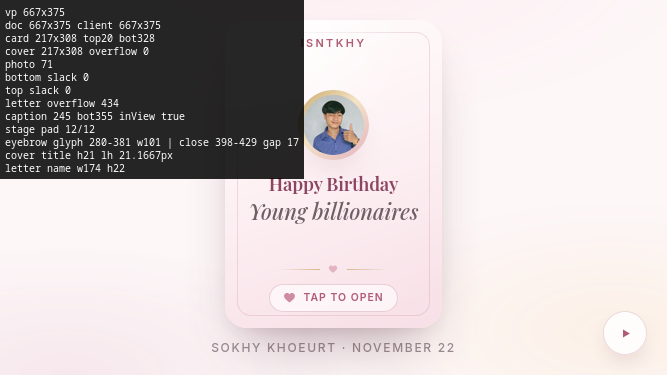 vp 667x375
doc 667x375 client 667x375
card 217x308 top20 bot328
cover 217x308 overflow 0
photo 71
bottom slack 0
top slack 0
letter overflow 434
caption 245 bot355 inView true
stage pad 12/12
eyebrow glyph 280-381 w101 | close 398-429 gap 17
cover title h21 lh 21.1667px
letter name w174 h22
SNTKHY
Happy Birthday
Young billionaires
TAP TO OPEN
SOKHY KHOEURT · NOVEMBER 22